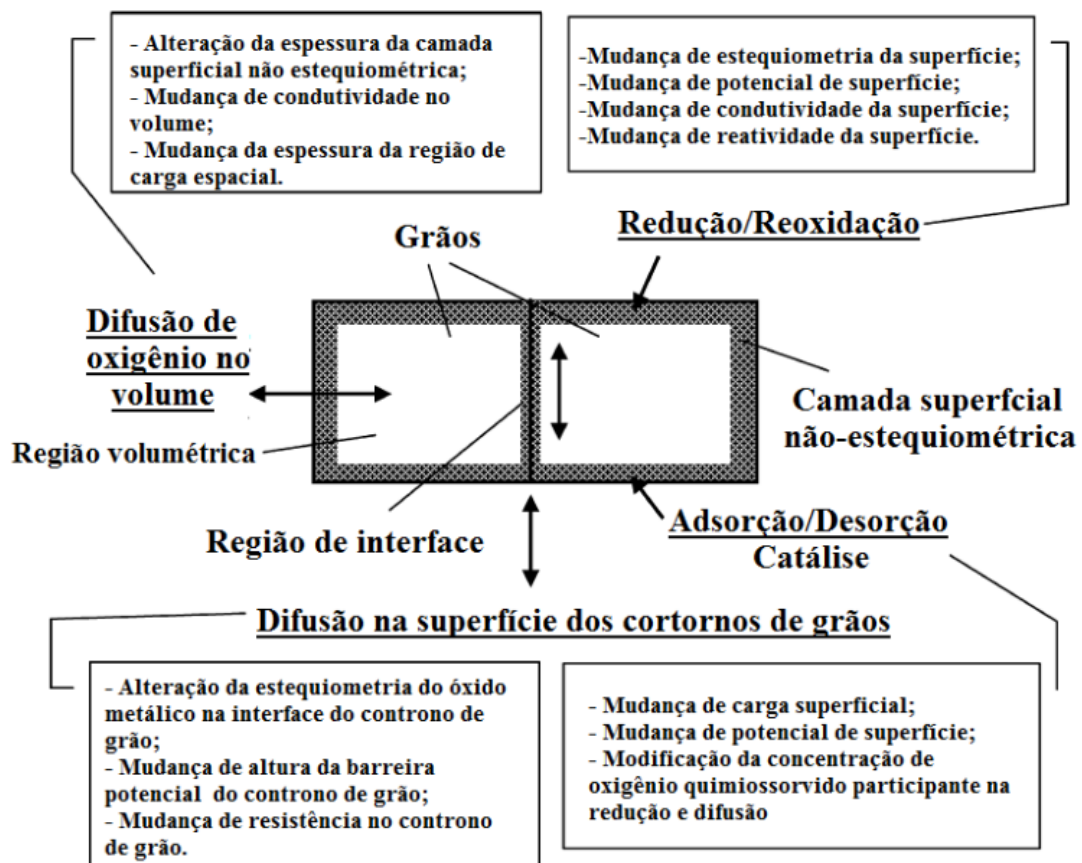 - Alteração da espessura da camada
superficial não estequiométrica;
- Mudança de condutividade no
volume;
- Mudança da espessura da região de
carga espacial.
-Mudança de estequiometria da superfície;
-Mudança de potencial de superfície;
-Mudança de condutividade da superfície;
-Mudança de reatividade da superfície.
Grãos
Redução/Reoxidação
Difusão de
oxigênio no
volume
Região volumétrica
Camada superfcial
não-estequiométrica
Região de interface
Adsorção/Desorção
Catálise
Difusão na superfície dos cortornos de grãos
- Alteração da estequiometria do óxido
metálico na interface do controno de
grão;
- Mudança de altura da barreira
potencial do controno de grão;
- Mudança de resistência no controno
de grão.
- Mudança de carga superficial;
- Mudança de potencial de superfície;
- Modificação da concentração de
oxigênio quimiossorvido participante na
redução e difusão